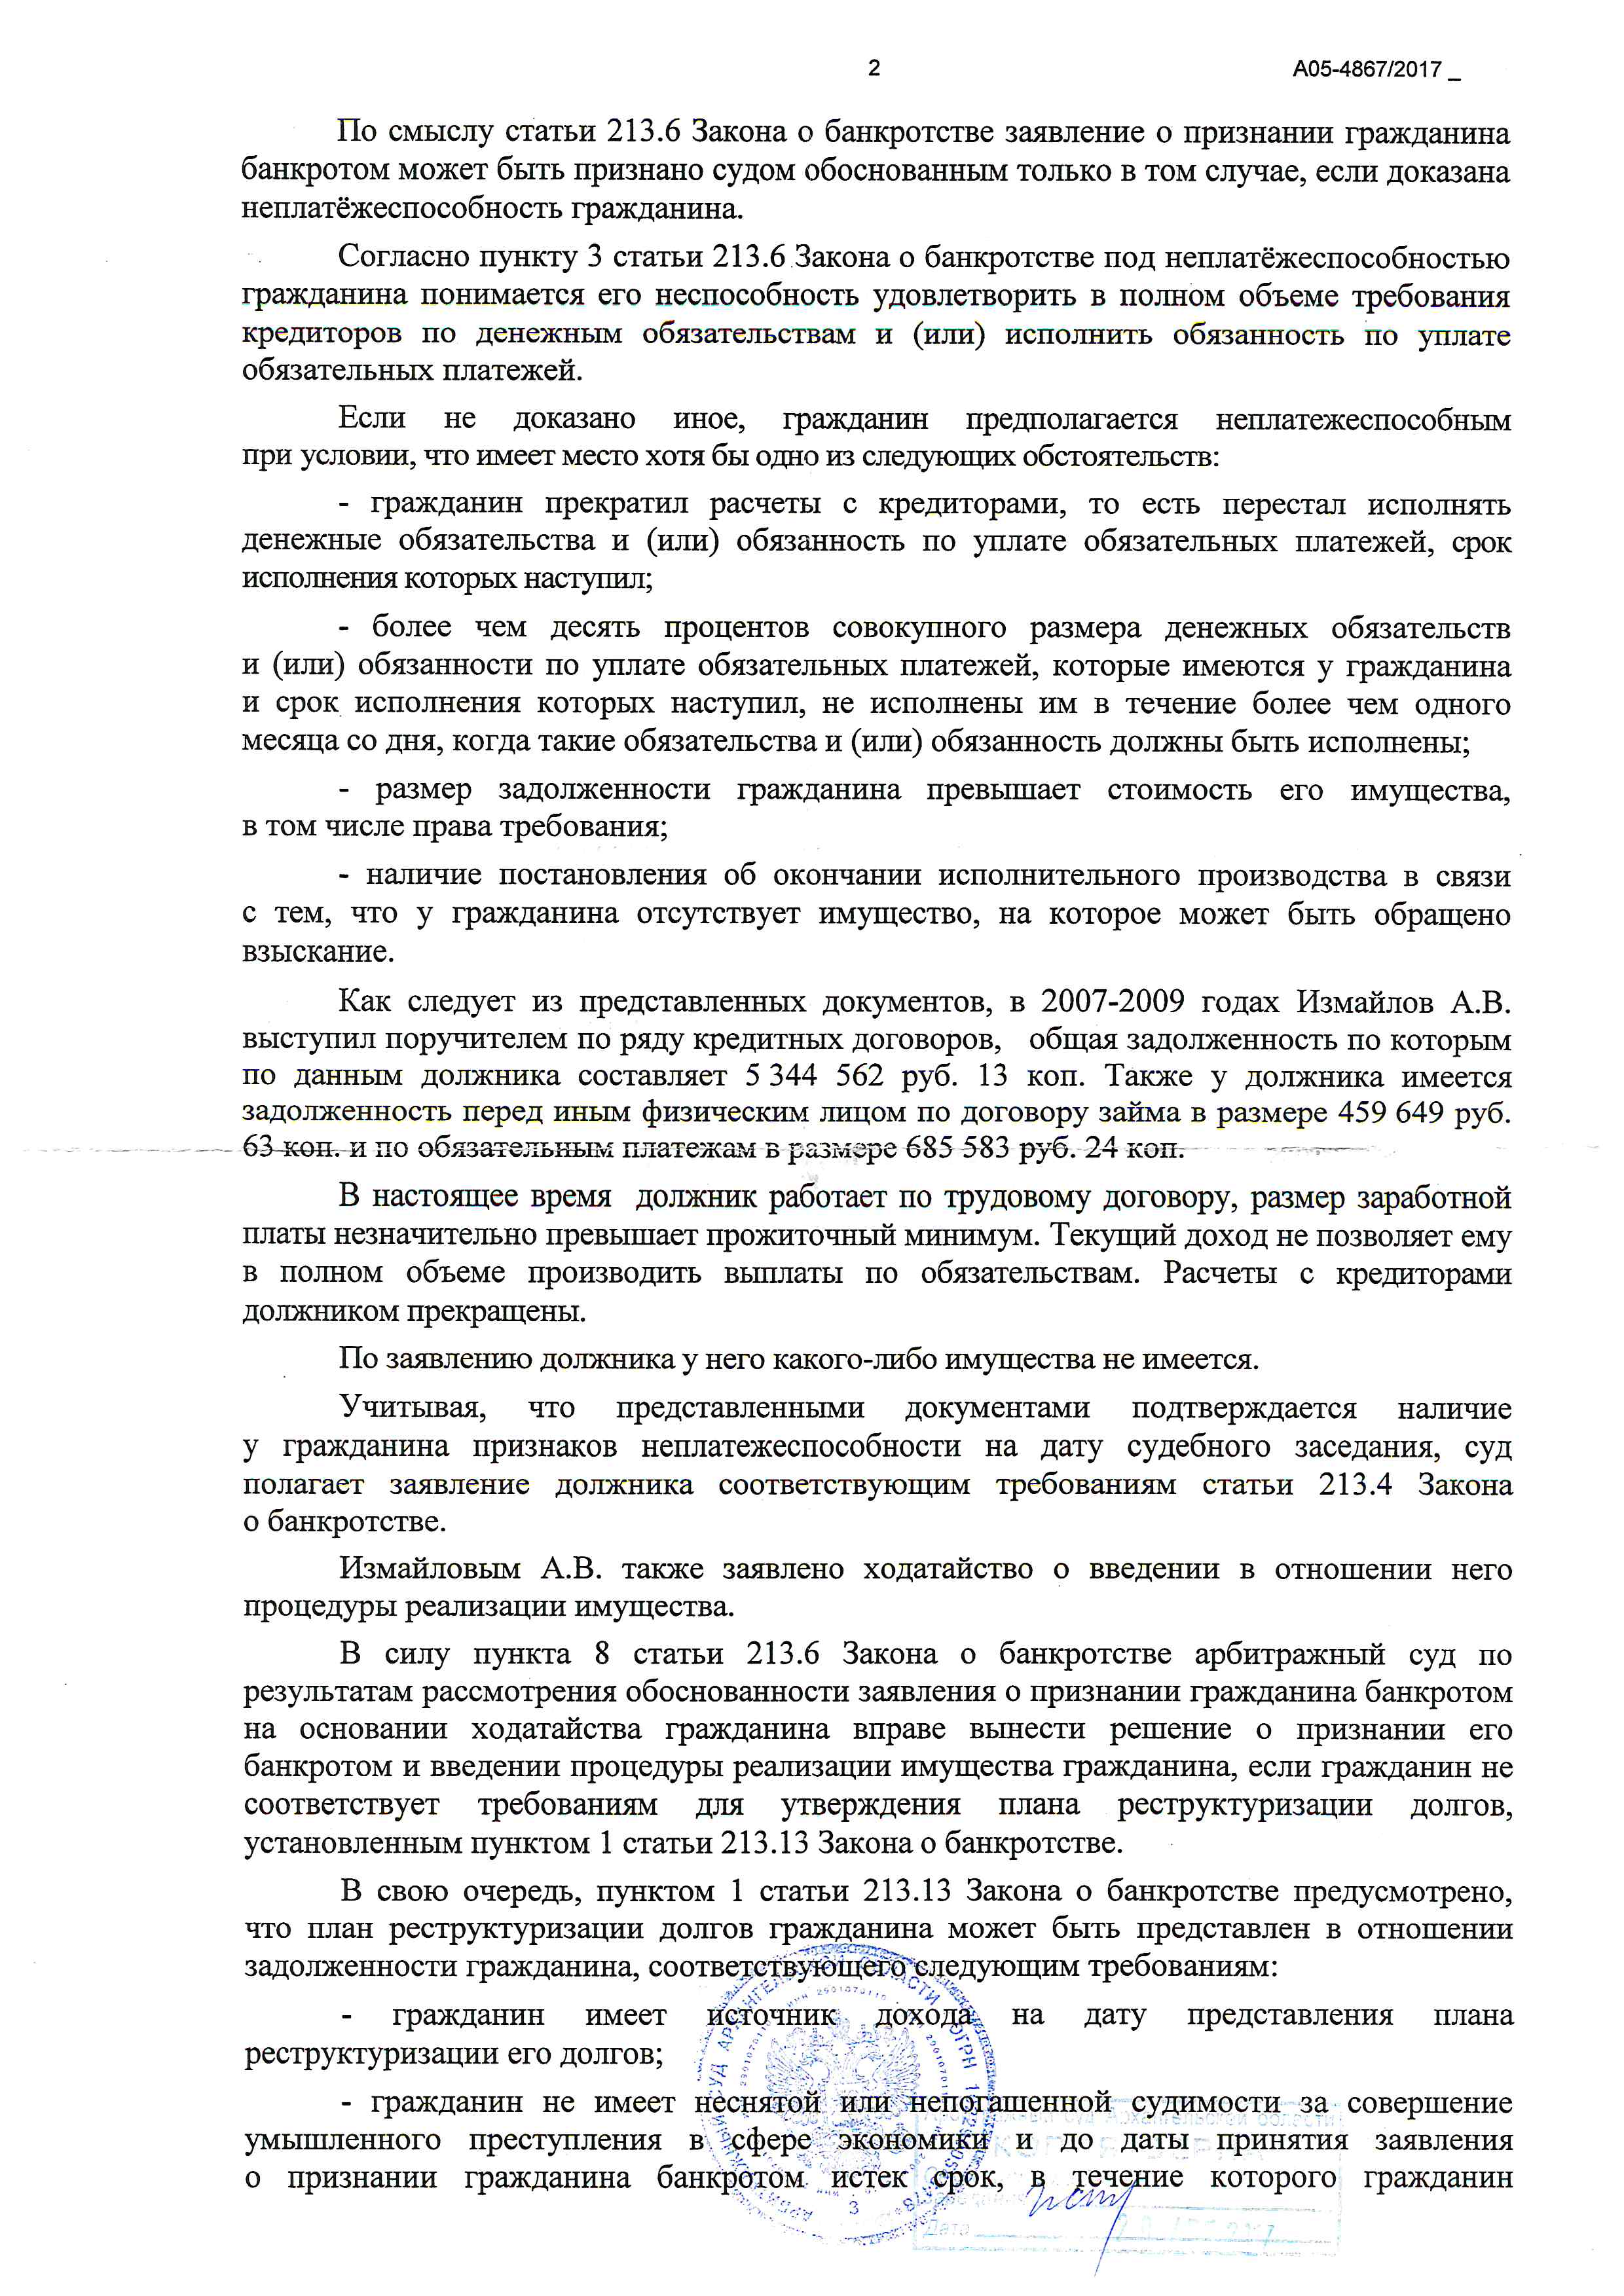 2
А05-4867/2017 _
По смыслу статьи 213.6 Закона о банкротстве заявление о признании гражданина
банкротом может быть признано судом обоснованным только в том случае, если доказана
неплатёжеспособность гражданина.
Согласно пункту 3 статьи 213.6 Закона о банкротстве под неплатёжеспособностью
гражданина понимается его неспособность удовлетворить в полном объеме требования
кредиторов по денежным обязательствам и (или) исполнить обязанность по уплате
обязательных платежей.
Если не доказано иное, гражданин предполагается неплатежеспособным
при условии, что имеет место хотя бы одно из следующих обстоятельств:
- гражданин прекратил расчеты с кредиторами, то есть перестал исполнять
денежные обязательства и (или) обязанность по уплате обязательных платежей, срок
исполнения которых наступил;
- более чем десять процентов совокупного размера денежных обязательств
и (или) обязанности по уплате обязательных платежей, которые имеются у гражданина
и срок исполнения которых наступил, не исполнены им в течение более чем одного
месяца со дня, когда такие обязательства и (или) обязанность должны быть исполнены;
- размер задолженности гражданина превышает стоимость его имущества,
в том числе права требования;
- наличие постановления об окончании исполнительного производства в связи
с тем, что у гражданина отсутствует имущество, на которое может быть обращено
взыскание.
Как следует из представленных документов, в 2007-2009 годах Измайлов А.В.
выступил поручителем по ряду кредитных договоров, общая задолженность по которым
по данным должника составляет 5 344 562 руб. 13 коп. Также у должника имеется
задолженность перед иным физическим лицом по договору займа в размере 459 649 руб.
63 коп. и по обязательным платежам в размере 685 583 руб. 24 коп.
В настоящее время должник работает по трудовому договору, размер заработной
платы незначительно превышает прожиточный минимум. Текущий доход не позволяет ему
в полном объеме производить выплаты по обязательствам. Расчеты с кредиторами
должником прекращены.
По заявлению должника у него какого-либо имущества не имеется.
Учитывая, что представленными документами подтверждается наличие
у гражданина признаков неплатежеспособности на дату судебного заседания, суд
полагает заявление должника соответствующим требованиям статьи 213.4 Закона
о банкротстве.
Измайловым А.В. также заявлено ходатайство о введении в отношении него
процедуры реализации имущества.
В силу пункта 8 статьи 213.6 Закона о банкротстве арбитражный суд по
результатам рассмотрения обоснованности заявления о признании гражданина банкротом
на основании ходатайства гражданина вправе вынести решение о признании его
банкротом и введении процедуры реализации имущества гражданина, если гражданин не
соответствует требованиям для утверждения плана реструктуризации долгов,
установленным пунктом 1 статьи 213.13 Закона о банкротстве.
В свою очередь, пунктом 1 статьи 213.13 Закона о банкротстве предусмотрено,
что план реструктуризации долгов гражданина может быть представлен в отношении
задолженности гражданина, соответствующего следующим требованиям:
- гражданин имеет источник дохода на дату представления плана
реструктуризации его долгов;
- гражданин не имеет неснятой или непогашенной судимости за совершение
умышленного преступления в сфере экономики и до даты принятия заявления
о признании гражданина банкротом истек срок, в течение которого гражданин
АРБИТРАЖНЫЙ СУД АРХАНГЕЛЬСКОЙ ОБЛАСТИ ОГРН
ИНН 2901070110
3
Дата